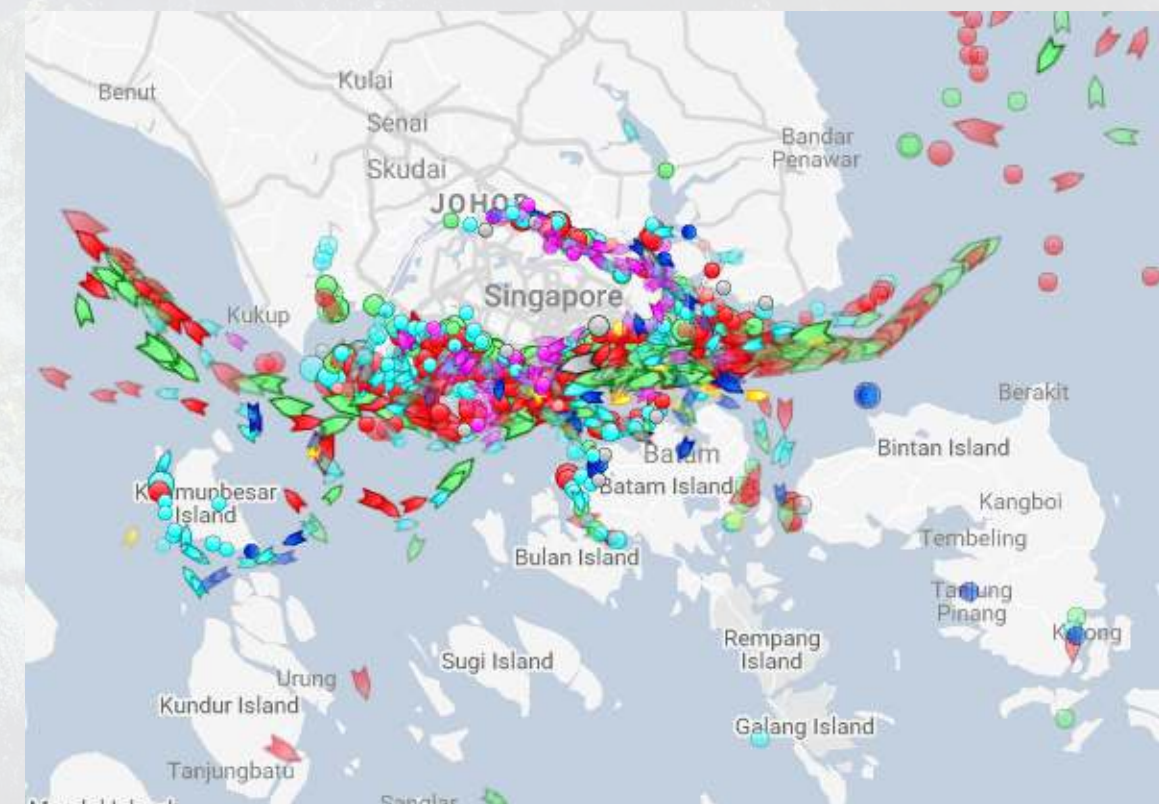 Benut
Kulai
Senai
Skudai
Bandar
Penawar
Singapore
Kukup
Berakit
Batam
Bintan Island
Batam Island
Island
Kangboi
Tembeling
Bulan Island
Pinang
Rempang
Island
Sugi Island
Urung
Kundur Island
Galang Island
Tanjungbatu